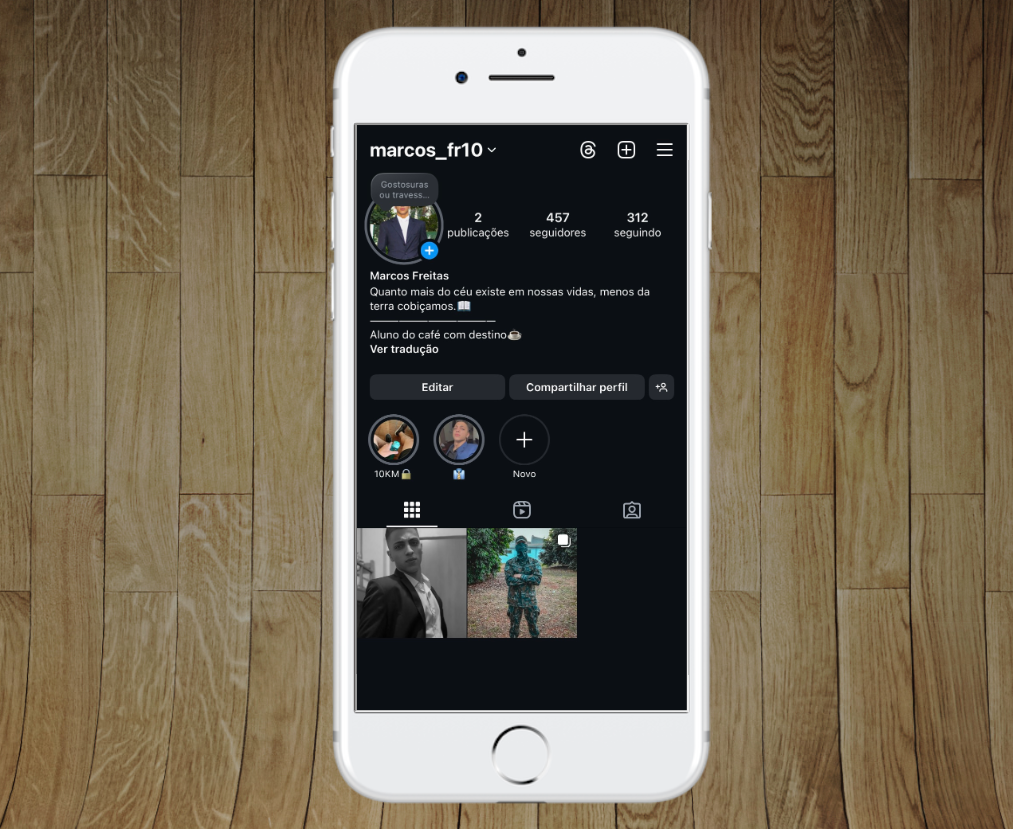 marcos_fr10
Gostosuras
ou travess...
2
publicações
457
seguidores
312
seguindo
Marcos Freitas
Quanto mais do céu existe em nossas vidas, menos da
terra cobiçamos.📖
Aluno do café com destino☕
Ver tradução
Editar
Compartilhar perfil
10KM🔒
👔
Novo